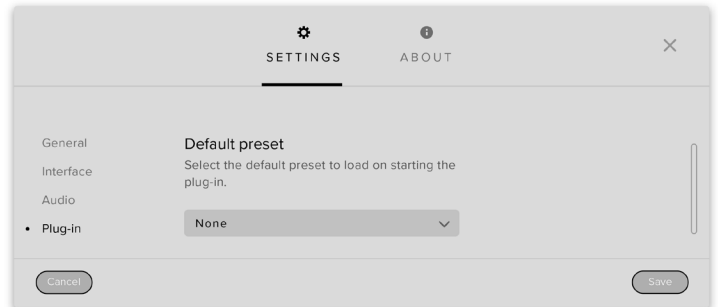 SETTINGS
ABOUT
General
Interface
Audio
Plug-in
Default preset
Select the default preset to load on starting the
plug-in.
None
Cancel
Save